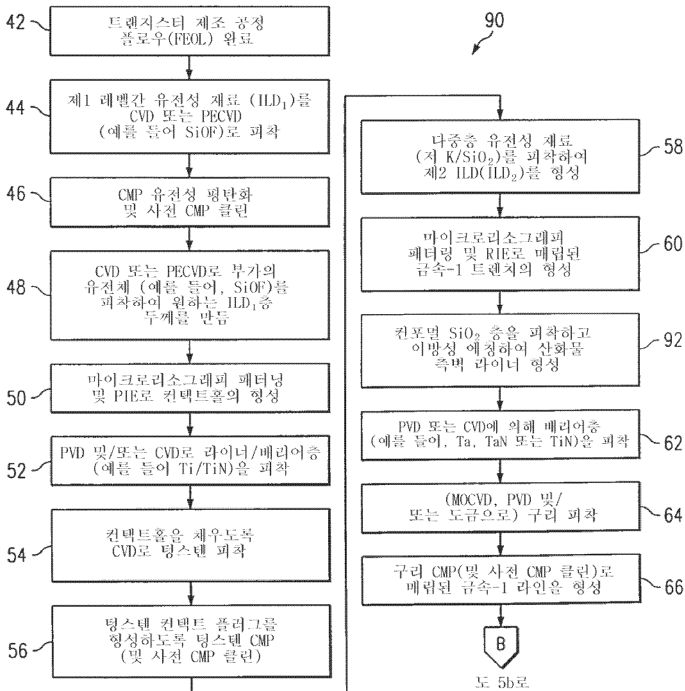 42
트랜지스터 제조 공정
플로우(FEOL) 완료
44
제1 레벨간 유전성 재료 (ILD₁)를
CVD 또는 PECVD
(예를 들어 SiOF)로 피착
46
CMP 유전성 평탄화
및 사전 CMP 클린
48
CVD 또는 PECVD로 부가의
유전체 (예를 들어, SiOF)를
피착하여 원하는 ILD₁층
두께를 만듬
50
마이크로리소그래피 패터닝
및 PIE로 컨택트홀의 형성
52
PVD 및/또는 CVD로 라이너/배리어층
(예를 들어 Ti/TiN)을 피착
54
컨택트홀을 채우도록
CVD로 텅스텐 피착
56
텅스텐 컨택트 플러그를
형성하도록 텅스텐 CMP
(및 사전 CMP 클린)
90
다중층 유전성 재료
(저 K/SiO₂)를 피착하여
제2 ILD(ILD₂)를 형성
58
마이크로리소그래피
패터링 및 RIE로 매립된
금속-1 트렌치의 형성
60
컨포멀 SiO₂ 층을 피착하고
이방성 에칭하여 산화물
측벽 라이너 형성
92
PVD 또는 CVD에 의해 배리어층
(예를 들어, Ta, TaN 또는 TiN)을 피착
62
(MOCVD, PVD 및/
또는 도금으로) 구리 피착
64
구리 CMP(및 사전 CMP 클린)로
매립된 금속-1 라인을 형성
66
B
도 5b로